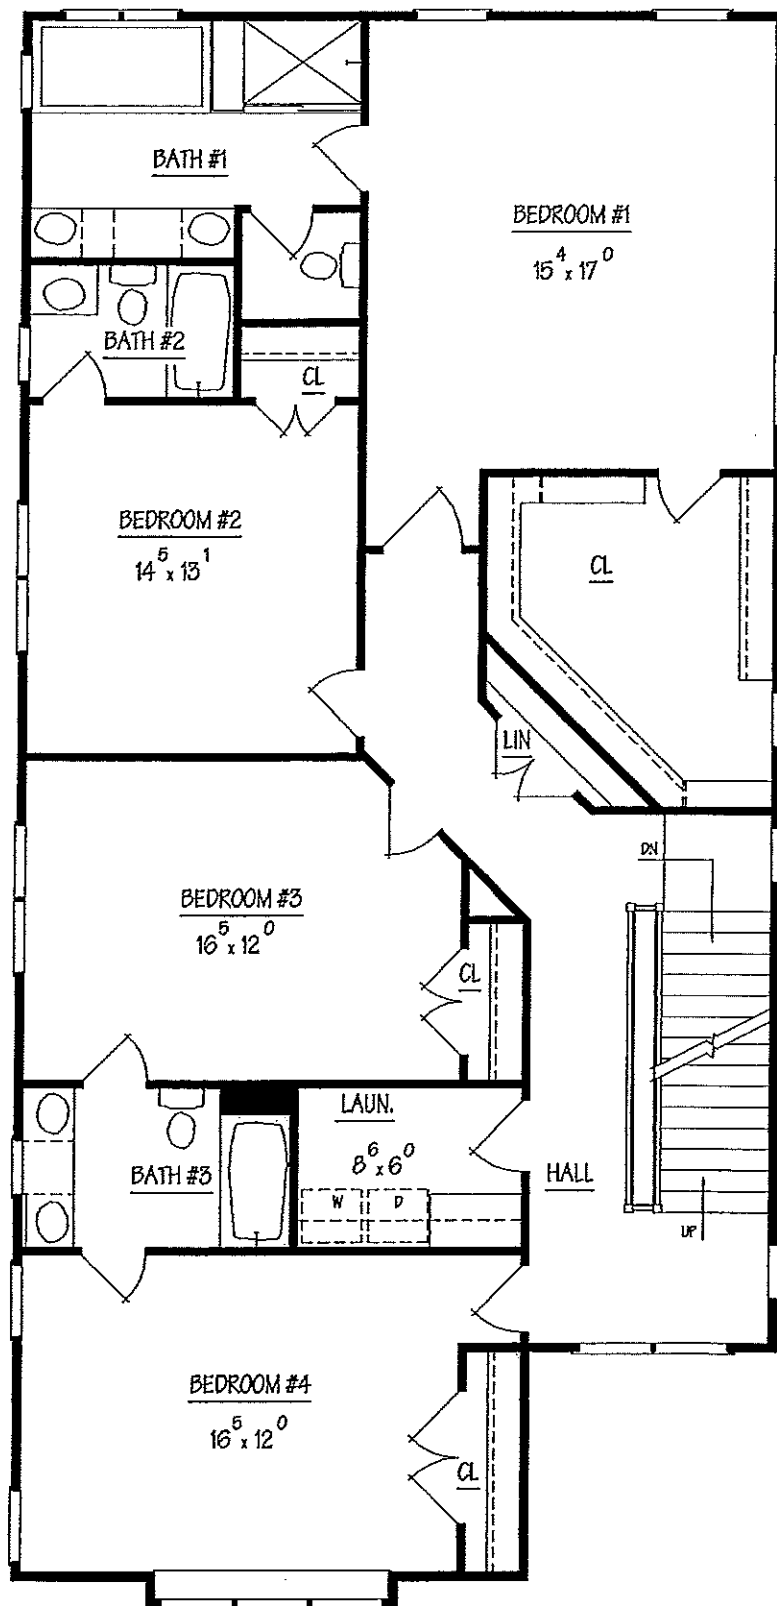 BATH #1
BEDROOM #1
15⁴ x 17⁰
BATH #2
CL
BEDROOM #2
14⁵ x 13¹
CL
LIN
DN
BEDROOM #3
16⁵ x 12⁰
CL
LAUN.
8⁶ x 6⁰
BATH #3
W D
HALL
UP
BEDROOM #4
16⁵ x 12⁰
CL